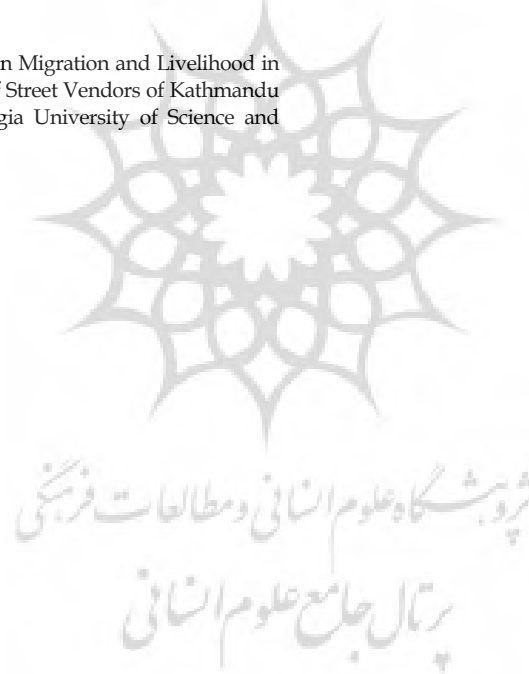 n Migration and Livelihood in
f Street Vendors of Kathmandu
gia University of Science and
پژوهشگاه علوم انسانی و مطالعات فرهنگی
پرتال جامع علوم انسانی